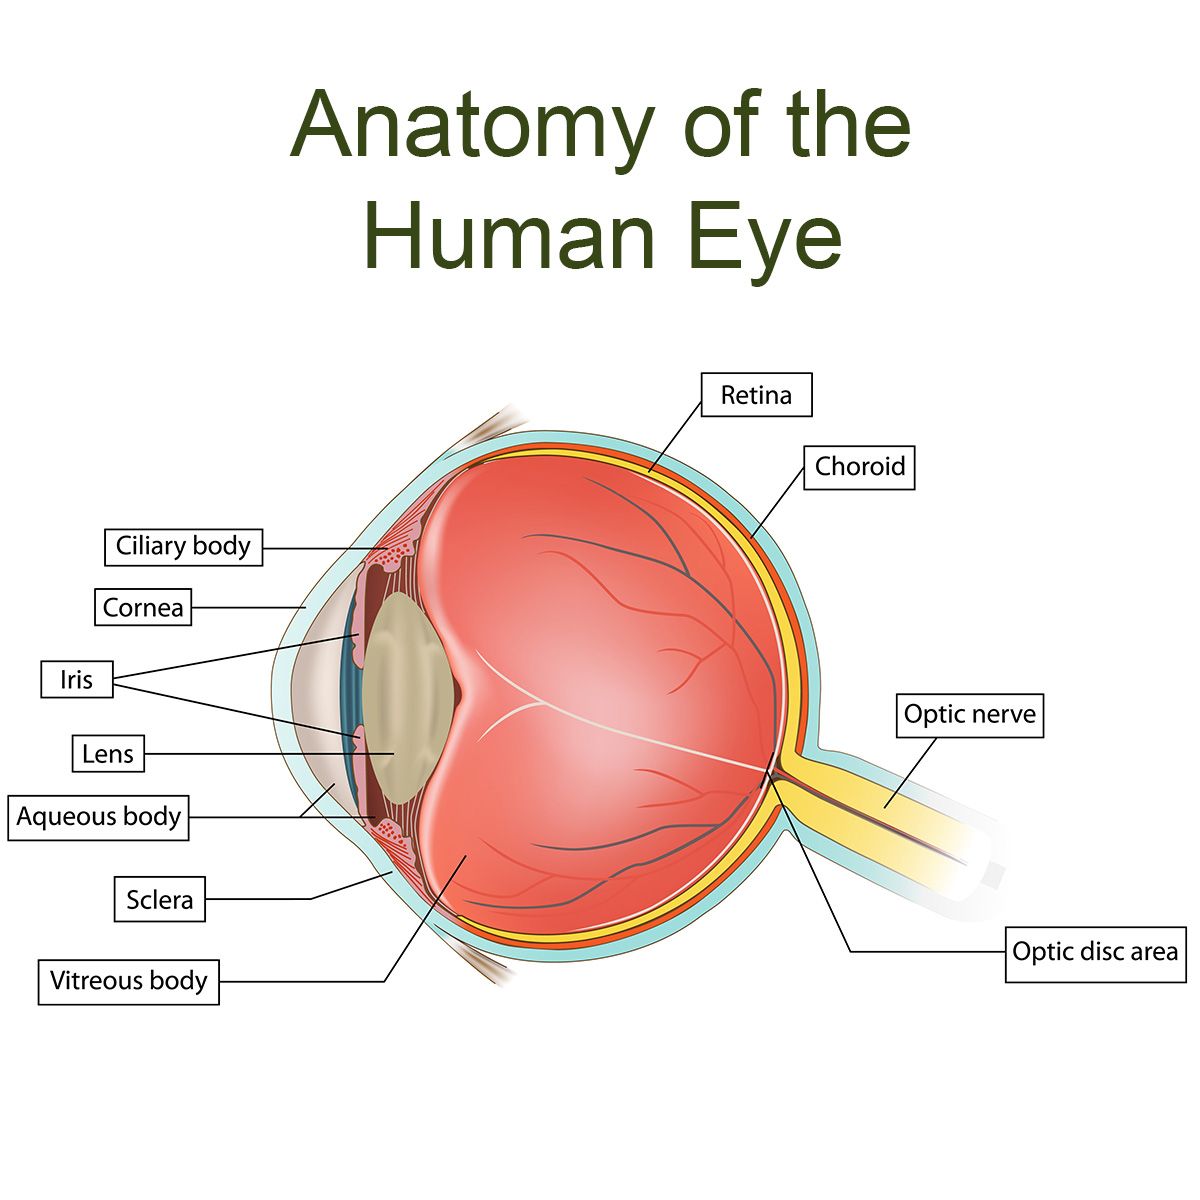 Anatomy of the
Human Eye
Retina
Choroid
Ciliary body
Cornea
Iris
Optic nerve
Lens
Aqueous body
Sclera
Optic disc area
Vitreous body